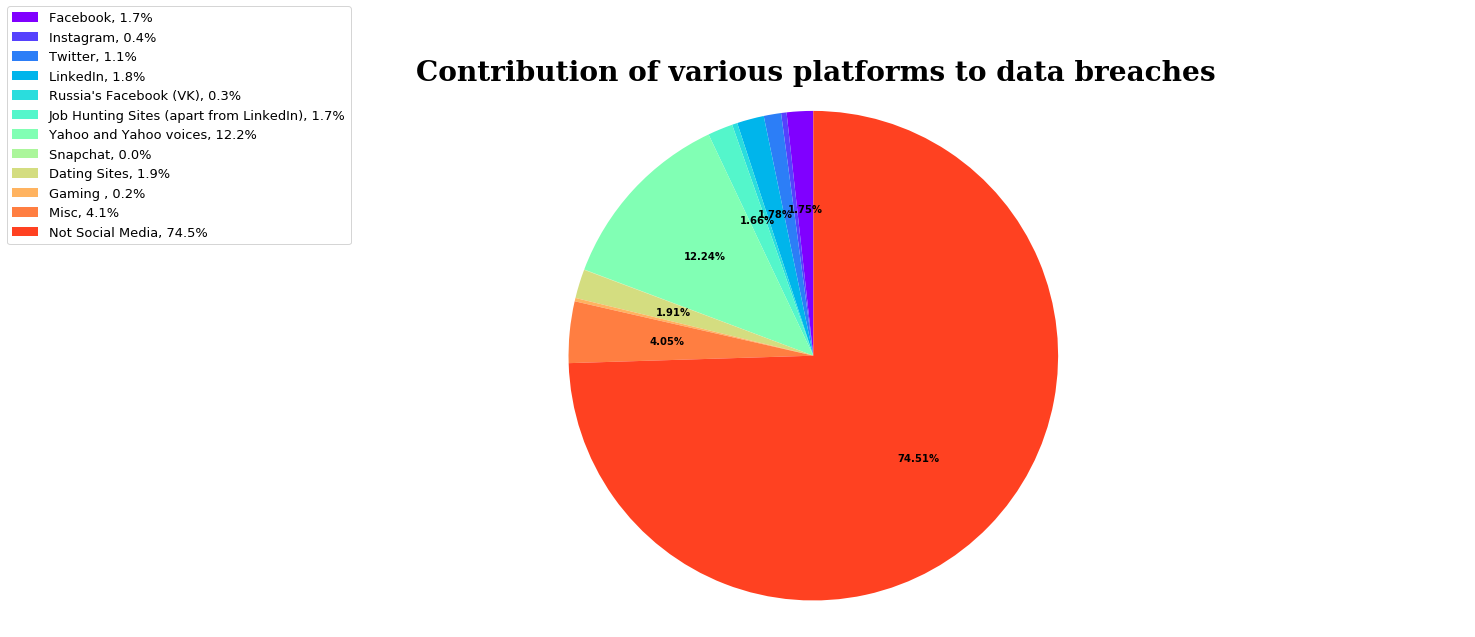 Facebook, 1.7%
Instagram, 0.4%
Twitter, 1.1%
LinkedIn, 1.8%
Russia's Facebook (VK), 0.3%
Job Hunting Sites (apart from LinkedIn), 1.7%
Yahoo and Yahoo voices, 12.2%
Snapchat, 0.0%
Dating Sites, 1.9%
Gaming , 0.2%
Misc, 4.1%
Not Social Media, 74.5%
Contribution of various platforms to data breaches
1.75%
1.78%
1.66%
12.24%
1.91%
4.05%
74.51%